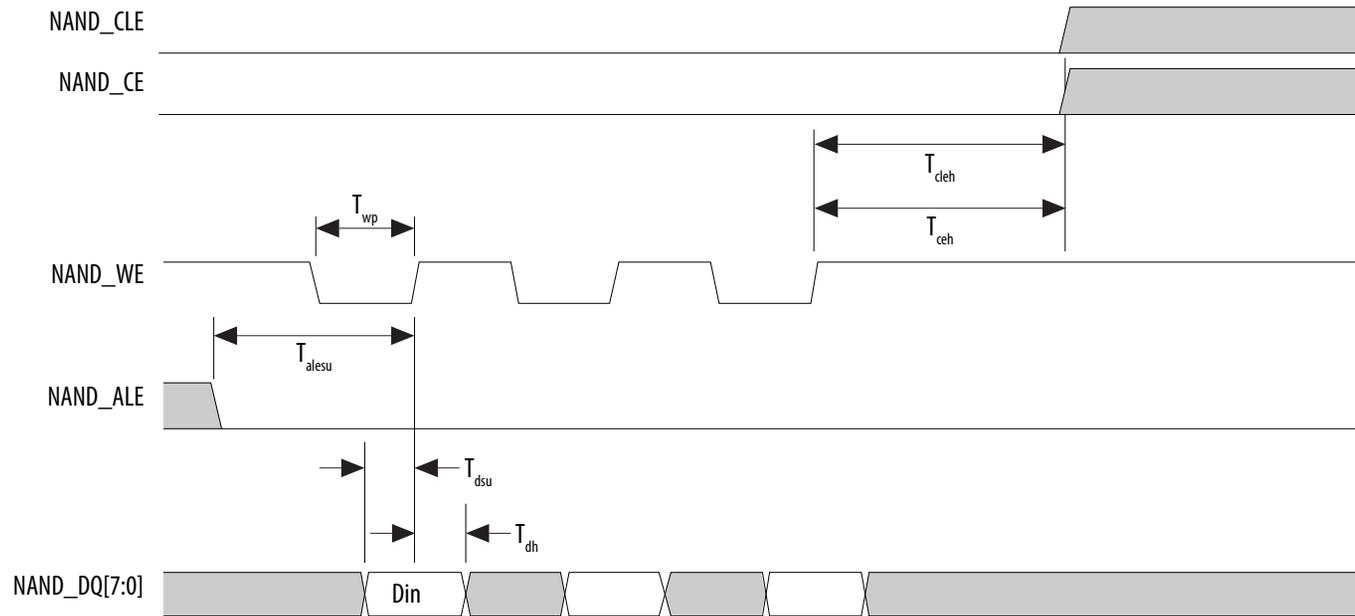 NAND_CLE
NAND_CE
T_cleh
T_wp
T_ceh
NAND_WE
T_alesu
NAND_ALE
T_dsu
T_dh
NAND_DQ[7:0]
Din